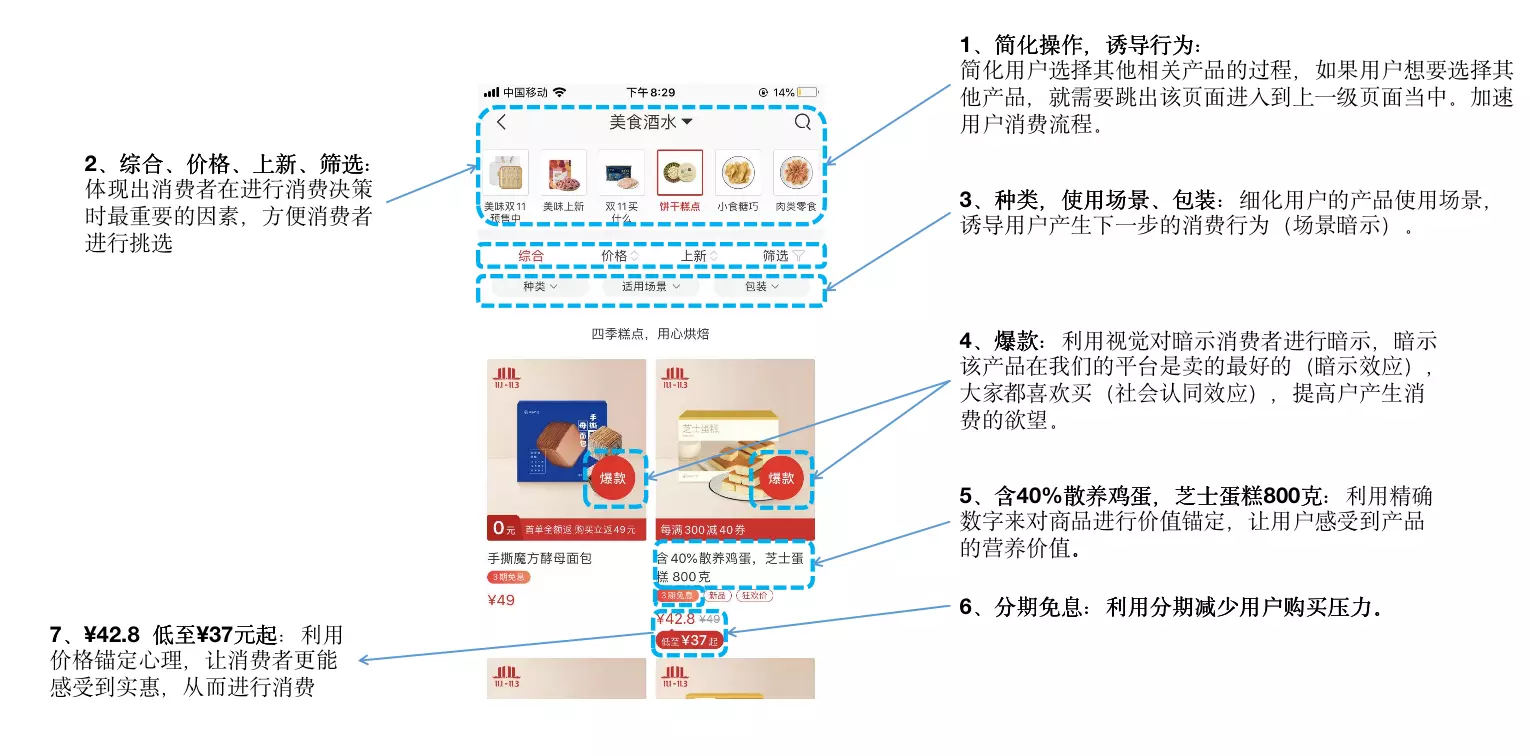 1、简化操作，诱导行为：
简化用户选择其他相关产品的过程，如果用户想要选择其
他产品，就需要跳出该页面进入到上一级页面当中。加速
用户消费流程。
2、综合、价格、上新、筛选：
体现出消费者在进行消费决策
时最重要的因素，方便消费者
进行挑选
中国移动 下午8:29 14%
美食酒水
美味双11
预售中
美味上新
双11买
什么
饼干糕点
小食糖巧
肉类零食
综合 价格 上新 筛选
种类 适用场景 包装
四季糕点，用心烘焙
3、种类，使用场景、包装：细化用户的产品使用场景，
诱导用户产生下一步的消费行为（场景暗示）。
4、爆款：利用视觉对暗示消费者进行暗示，暗示
该产品在我们的平台是卖的最好的（暗示效应），
大家都喜欢买（社会认同效应），提高户产生消
费的欲望。
11.1-11.3
手撕
母面包
爆款
0元 首单全额返 购买立返49元
手撕魔方酵母面包
3期免息
¥49
11.1-11.3
芝士蛋糕
爆款
每满300减40券
含40%散养鸡蛋，芝士蛋
糕 800克
3期免息 新品 狂欢价
¥42.8 ¥49
低至¥37起
11.1-11.3
11.1-11.3
5、含40%散养鸡蛋，芝士蛋糕800克：利用精确
数字来对商品进行价值锚定，让用户感受到产品
的营养价值。
6、分期免息：利用分期减少用户购买压力。
7、¥42.8 低至¥37元起：利用
价格锚定心理，让消费者更能
感受到实惠，从而进行消费